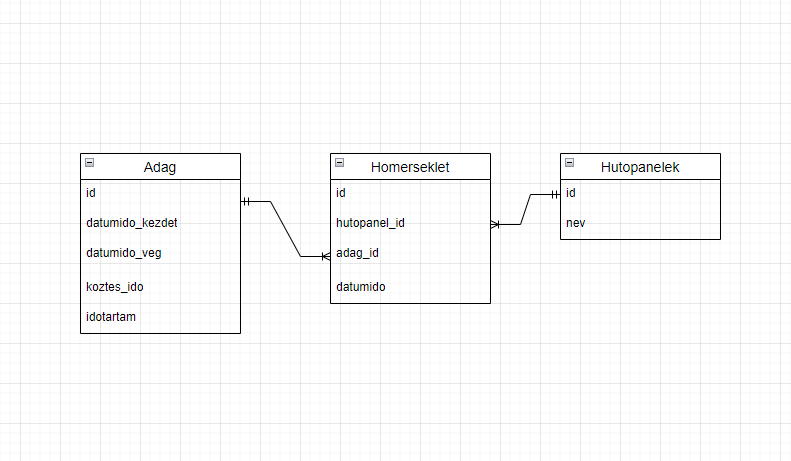 Adag
id
datumido_kezdet
datumido_veg
koztes_ido
idotartam
Homerseklet
id
hutopanel_id
adag_id
datumido
Hutopanelek
id
nev